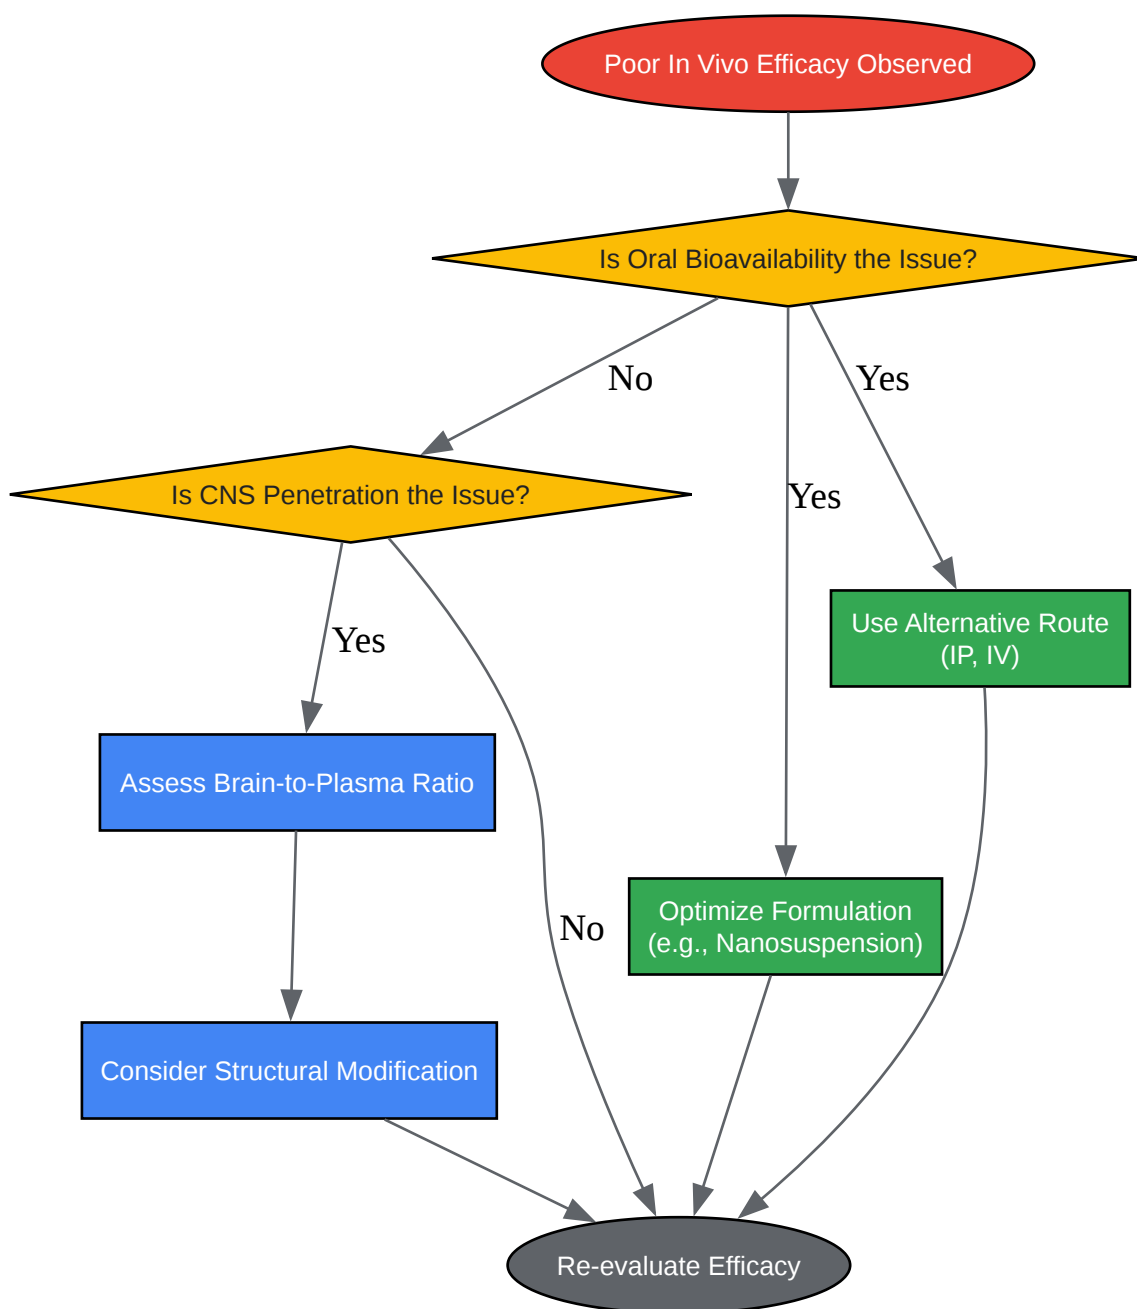 Poor In Vivo Efficacy Observed
Is Oral Bioavailability the Issue?
No
Yes
Is CNS Penetration the Issue?
Yes
Use Alternative Route
(IP, IV)
Yes
Assess Brain-to-Plasma Ratio
Optimize Formulation
(e.g., Nanosuspension)
No
Consider Structural Modification
Re-evaluate Efficacy